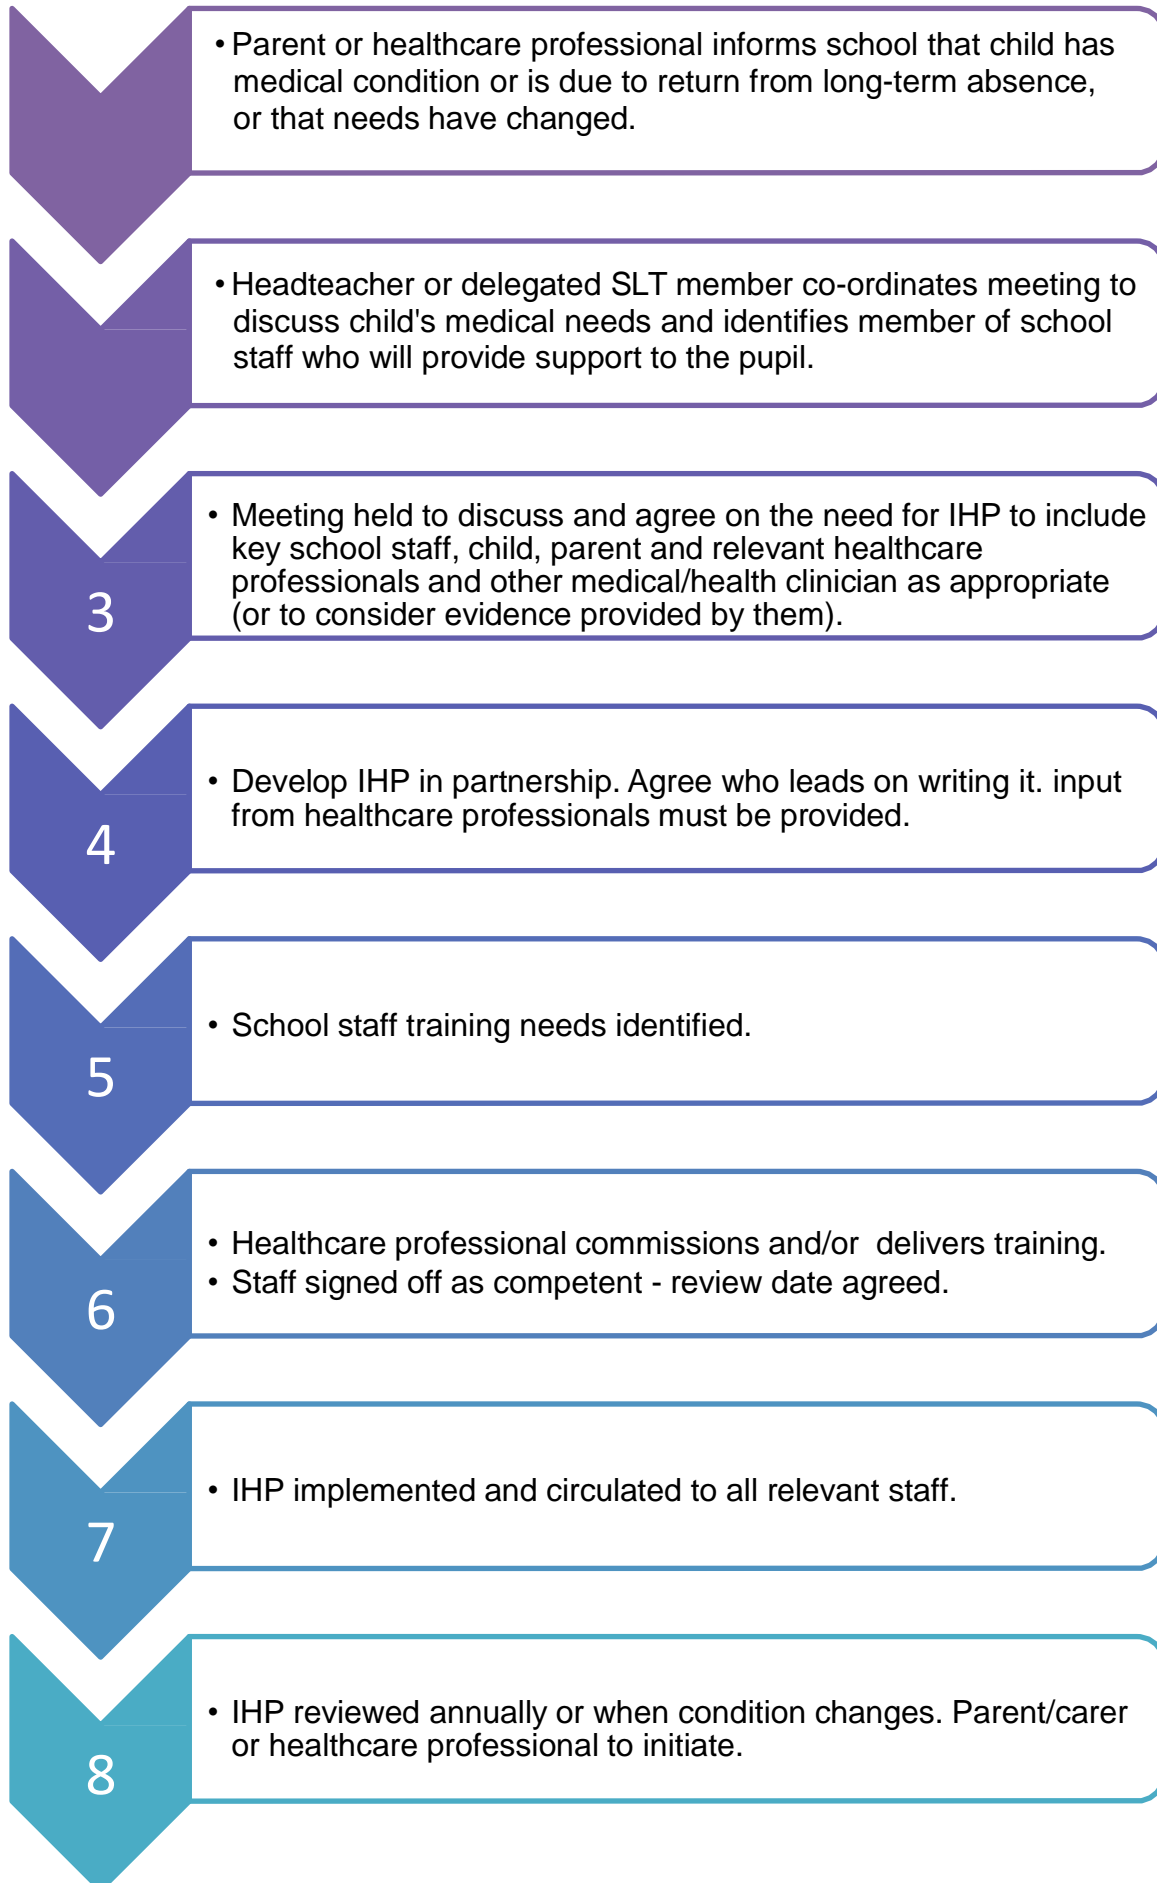 • Parent or healthcare professional informs school that child has
medical condition or is due to return from long-term absence,
or that needs have changed.
• Headteacher or delegated SLT member co-ordinates meeting to
discuss child's medical needs and identifies member of school
staff who will provide support to the pupil.
3
• Meeting held to discuss and agree on the need for IHP to include
key school staff, child, parent and relevant healthcare
professionals and other medical/health clinician as appropriate
(or to consider evidence provided by them).
4
• Develop IHP in partnership. Agree who leads on writing it. input
from healthcare professionals must be provided.
5
• School staff training needs identified.
6
• Healthcare professional commissions and/or  delivers training.
• Staff signed off as competent - review date agreed.
7
• IHP implemented and circulated to all relevant staff.
8
• IHP reviewed annually or when condition changes. Parent/carer
or healthcare professional to initiate.